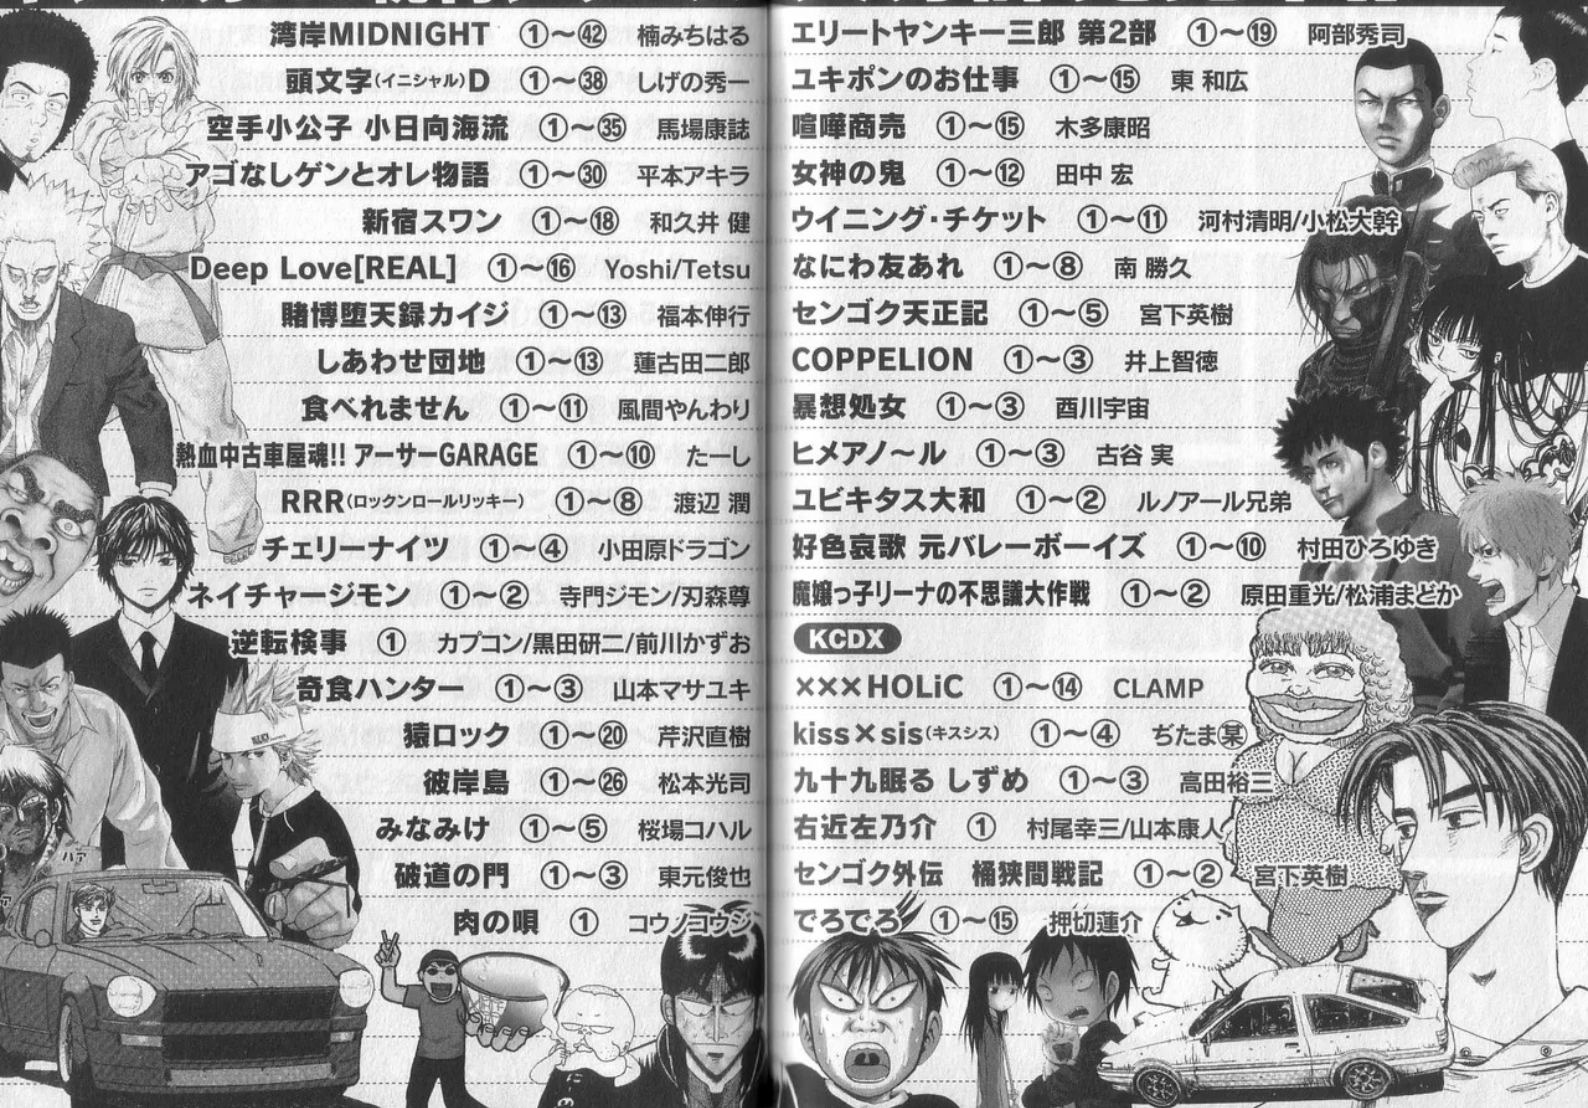 湾岸MIDNIGHT ①～㊷ 楠みちはる
頭文字(イニシャル)D ①～㊳ しげの秀一
空手小公子 小日向海流 ①～㉟ 馬場康誌
アゴなしゲンとオレ物語 ①～㉚ 平本アキラ
新宿スワン ①～⑱ 和久井 健
Deep Love[REAL] ①～⑯ Yoshi/Tetsu
賭博堕天録カイジ ①～⑬ 福本伸行
しあわせ団地 ①～⑬ 蓮古田二郎
食べれません ①～⑪ 風間やんわり
熱血中古車屋魂!! アーサーGARAGE ①～⑩ たーし
RRR(ロックンロールリッキー) ①～⑧ 渡辺 潤
チェリーナイツ ①～④ 小田原ドラゴン
ネイチャージモン ①～② 寺門ジモン/刃森尊
逆転検事 ① カプコン/黒田研二/前川かずお
奇食ハンター ①～③ 山本マサユキ
猿ロック ①～⑳ 芹沢直樹
彼岸島 ①～㉖ 松本光司
みなみけ ①～⑤ 桜場コハル
破道の門 ①～③ 東元俊也
肉の唄 ① コウノコウジ
エリートヤンキー三郎 第2部 ①～⑲ 阿部秀司
ユキポンのお仕事 ①～⑮ 東 和広
喧嘩商売 ①～⑮ 木多康昭
女神の鬼 ①～⑫ 田中 宏
ウイニング・チケット ①～⑪ 河村清明/小松大幹
なにわ友あれ ①～⑧ 南 勝久
センゴク天正記 ①～⑤ 宮下英樹
COPPELION ①～③ 井上智徳
暴想処女 ①～③ 酉川宇宙
ヒメアノ～ル ①～③ 古谷 実
ユビキタス大和 ①～② ルノアール兄弟
好色哀歌 元バレーボーイズ ①～⑩ 村田ひろゆき
魔嬢っ子リーナの不思議大作戦 ①～② 原田重光/松浦まどか
KCDX
×××HOLiC ①～⑭ CLAMP
kiss×sis(キスシス) ①～④ ぢたま㋱
九十九眠る しずめ ①～③ 高田裕三
右近左乃介 ① 村尾幸三/山本康人
センゴク外伝 桶狭間戦記 ①～② 宮下英樹
でろでろ ①～⑮ 押切蓮介